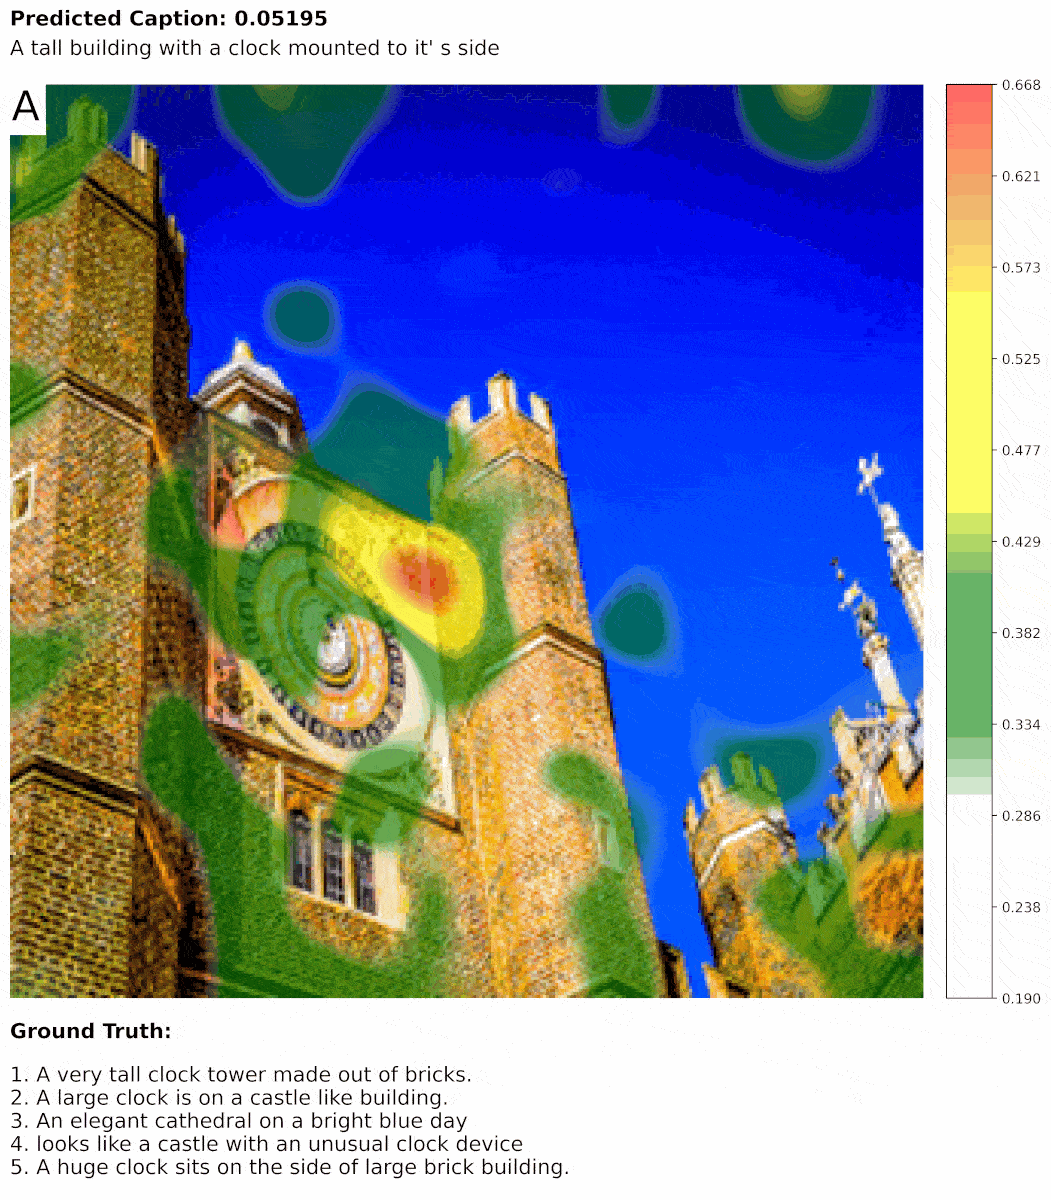 Predicted Caption: 0.05195
A tall building with a clock mounted to it' s side
A
0.668
0.621
0.573
0.525
0.477
0.429
0.382
0.334
0.286
0.238
0.190
Ground Truth:
1. A very tall clock tower made out of bricks.
2. A large clock is on a castle like building.
3. An elegant cathedral on a bright blue day
4. looks like a castle with an unusual clock device
5. A huge clock sits on the side of large brick building.